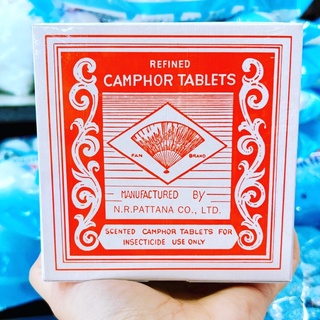 REFINED
CAMPHOR TABLETS
FAN BRAND
MANUFACTURED BY
N.R.PATTANA CO., LTD.
SCENTED CAMPHOR TABLETS FOR
INSECTICIDE USE ONLY